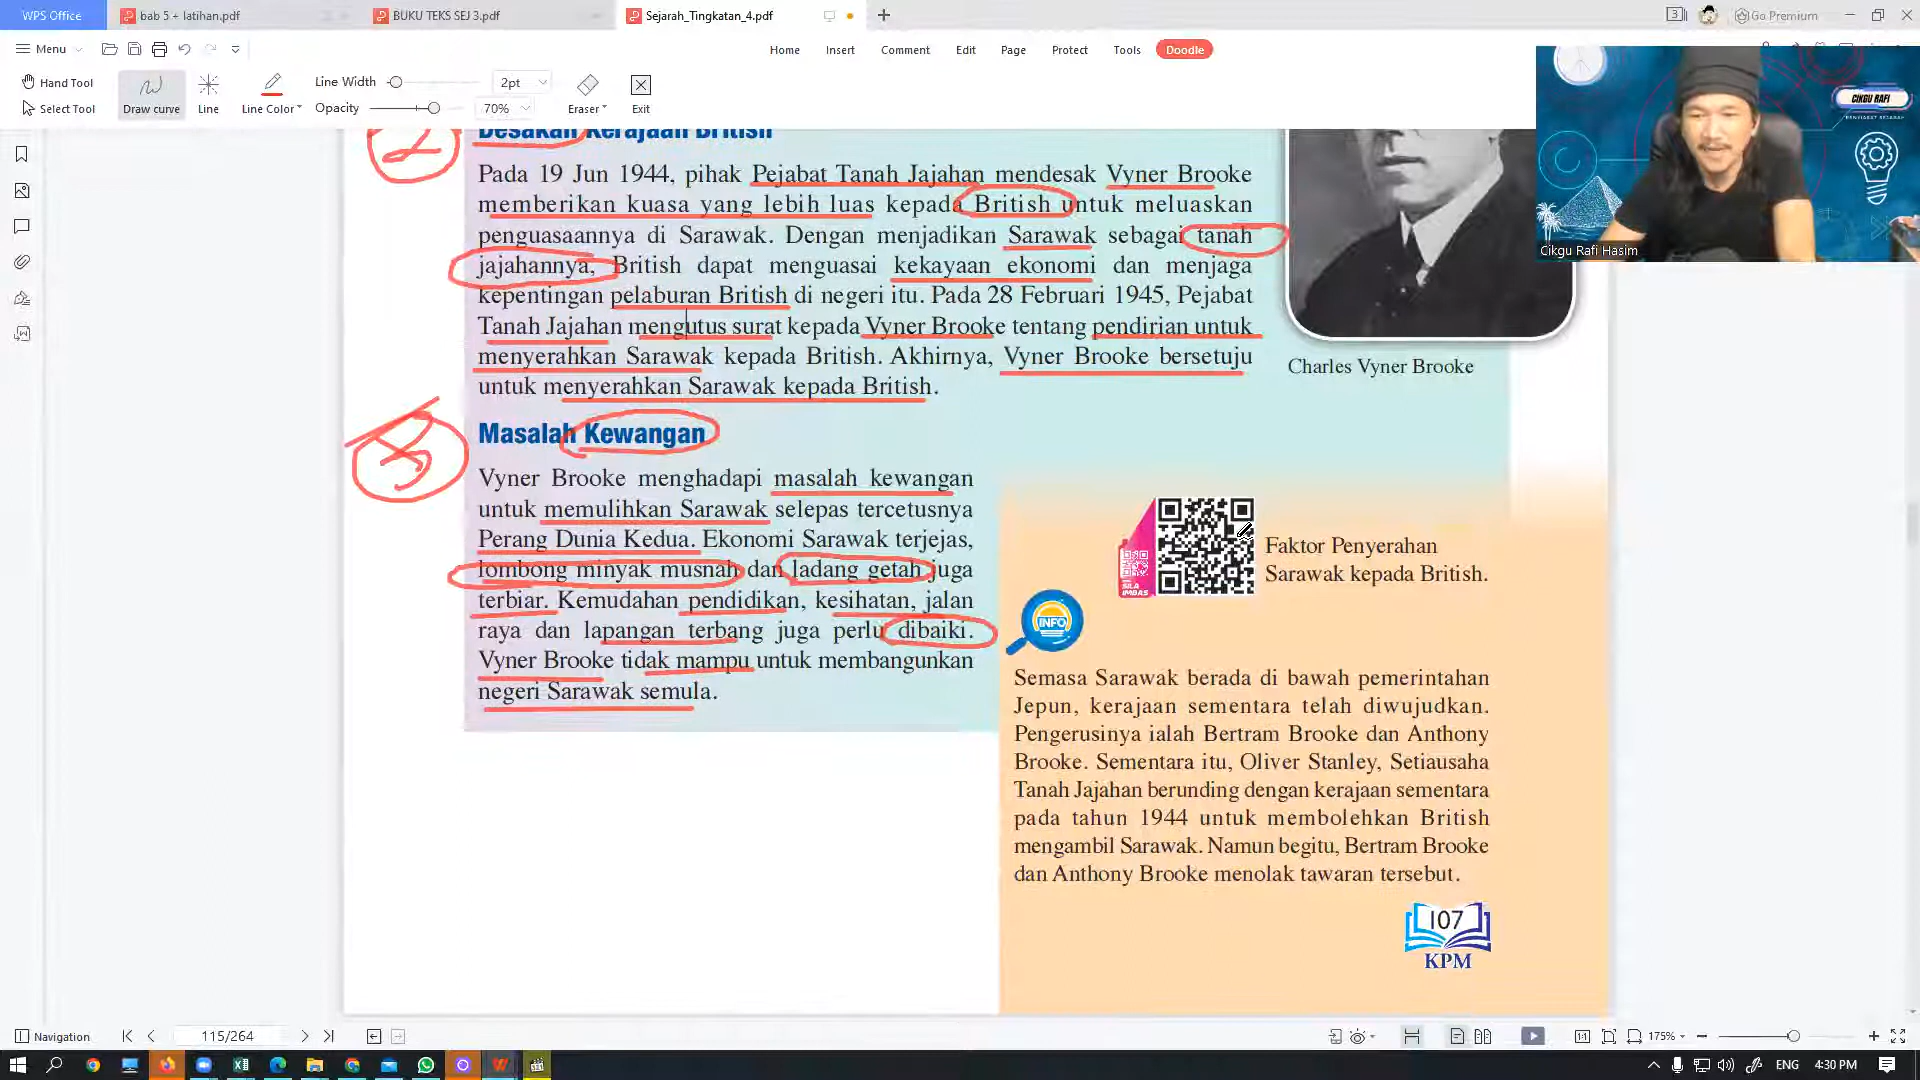 WPS Office
bab 5 + latihan.pdf
BUKU TEKS SEJ 3.pdf
Sejarah_Tingkatan_4.pdf
3
Go Premium
Menu
Home
Insert
Comment
Edit
Page
Protect
Tools
Doodle
Hand Tool
Select Tool
Draw curve
Line
Line Color
Line Width
2pt
Opacity
70%
Eraser
Exit
CIKGU RAFI
Cikgu Rafi Hasim
2
Desakan Kerajaan British
Pada 19 Jun 1944, pihak Pejabat Tanah Jajahan mendesak Vyner Brooke
memberikan kuasa yang lebih luas kepada British untuk meluaskan
penguasaannya di Sarawak. Dengan menjadikan Sarawak sebagai tanah
jajahannya, British dapat menguasai kekayaan ekonomi dan menjaga
kepentingan pelaburan British di negeri itu. Pada 28 Februari 1945, Pejabat
Tanah Jajahan mengutus surat kepada Vyner Brooke tentang pendirian untuk
menyerahkan Sarawak kepada British. Akhirnya, Vyner Brooke bersetuju
untuk menyerahkan Sarawak kepada British.
Charles Vyner Brooke
3
Masalah Kewangan
Vyner Brooke menghadapi masalah kewangan
untuk memulihkan Sarawak selepas tercetusnya
Perang Dunia Kedua. Ekonomi Sarawak terjejas,
lombong minyak musnah dan ladang getah juga
terbiar. Kemudahan pendidikan, kesihatan, jalan
raya dan lapangan terbang juga perlu dibaiki.
Vyner Brooke tidak mampu untuk membangunkan
negeri Sarawak semula.
SILA
IMBAS
Faktor Penyerahan
Sarawak kepada British.
INFO
Semasa Sarawak berada di bawah pemerintahan
Jepun, kerajaan sementara telah diwujudkan.
Pengerusinya ialah Bertram Brooke dan Anthony
Brooke. Sementara itu, Oliver Stanley, Setiausaha
Tanah Jajahan berunding dengan kerajaan sementara
pada tahun 1944 untuk membolehkan British
mengambil Sarawak. Namun begitu, Bertram Brooke
dan Anthony Brooke menolak tawaran tersebut.
107
KPM
Navigation
115/264
175%
ENG
4:30 PM